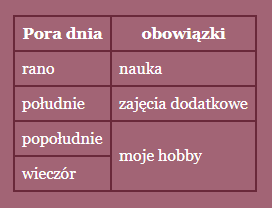 Pora dnia obowiązki
rano nauka
południe zajęcia dodatkowe
popołudnie
moje hobby
wieczór